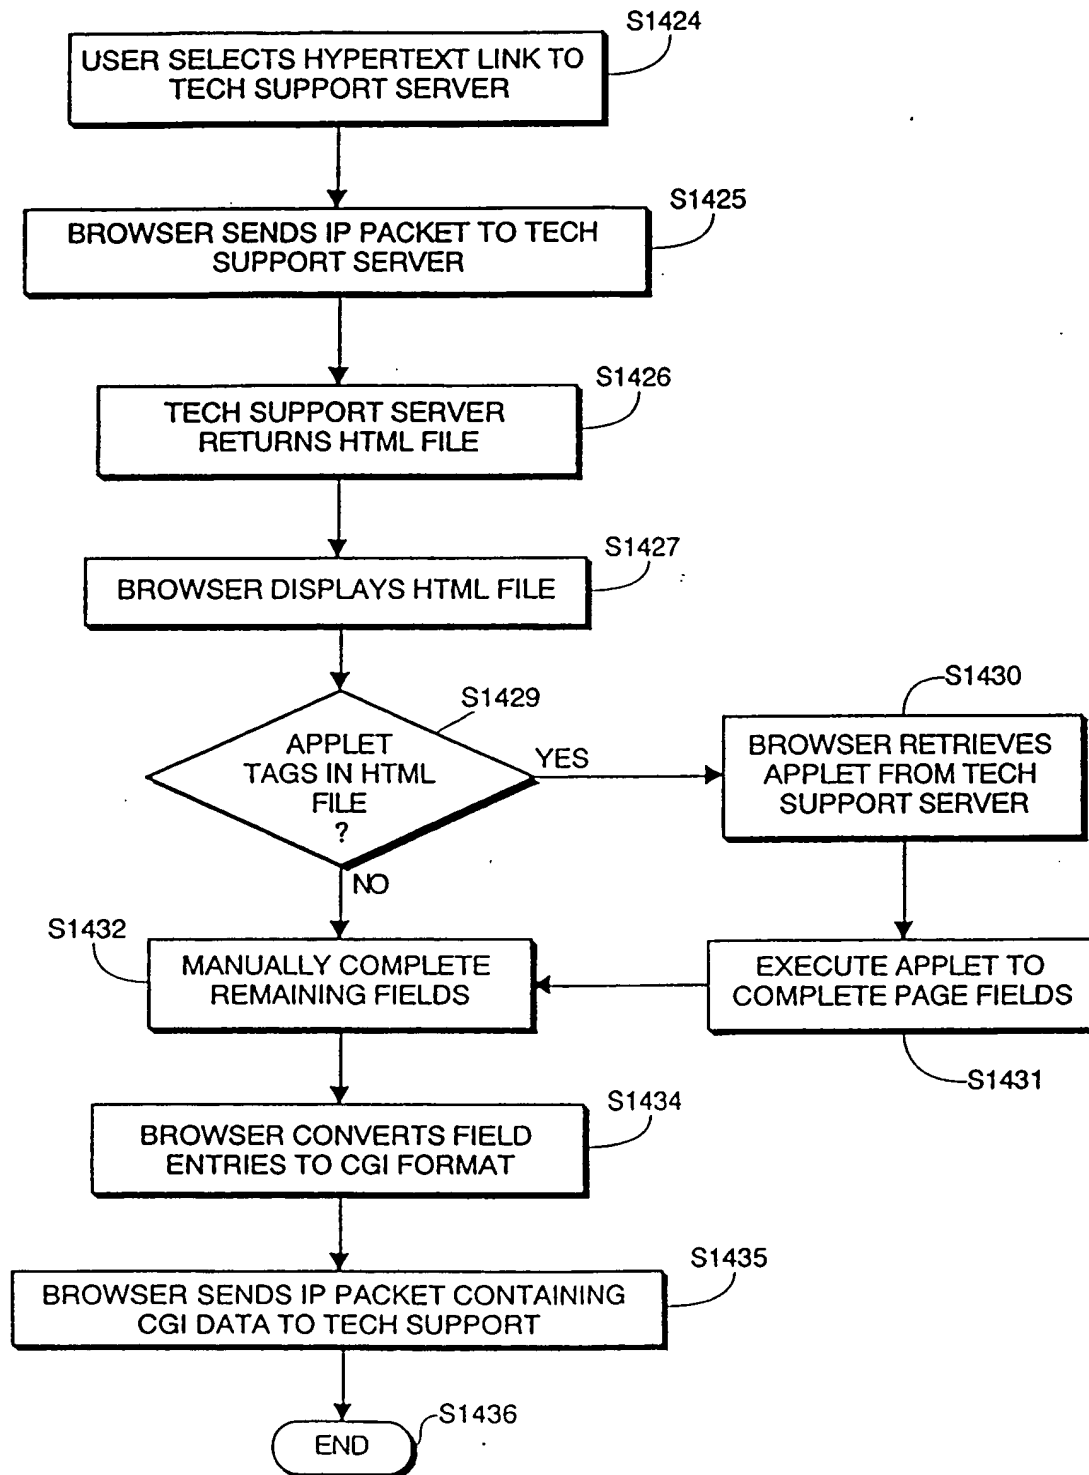 S1424
USER SELECTS HYPERTEXT LINK TO
TECH SUPPORT SERVER
S1425
BROWSER SENDS IP PACKET TO TECH
SUPPORT SERVER
S1426
TECH SUPPORT SERVER
RETURNS HTML FILE
S1427
BROWSER DISPLAYS HTML FILE
S1429
APPLET
TAGS IN HTML
FILE
?
YES
NO
S1430
BROWSER RETRIEVES
APPLET FROM TECH
SUPPORT SERVER
EXECUTE APPLET TO
COMPLETE PAGE FIELDS
S1431
S1432
MANUALLY COMPLETE
REMAINING FIELDS
S1434
BROWSER CONVERTS FIELD
ENTRIES TO CGI FORMAT
S1435
BROWSER SENDS IP PACKET CONTAINING
CGI DATA TO TECH SUPPORT
S1436
END